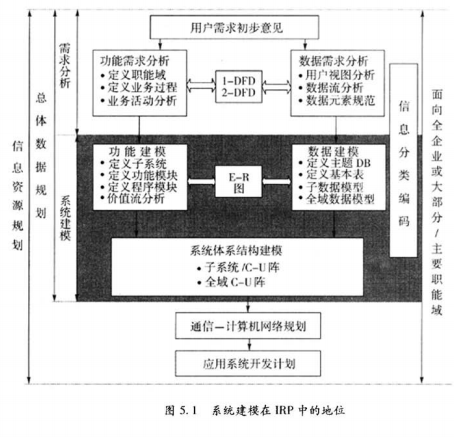 用户需求初步意见
功能需求分析
•定义职能域
•定义业务过程
•业务活动分析
1-DFD
2-DFD
数据需求分析
•用户视图分析
•数据流分析
•数据元素规范
功能建模
•定义子系统
•定义功能模块
•定义程序模块
•价值流分析
E-R
图
数据建模
•定义主题DB
•定义基本表
•子数据模型
•全域数据模型
系统体系结构建模
•子系统/C-U阵
•全域C-U阵
通信—计算机网络规划
应用系统开发计划
信息资源规划
总体数据规划
需求分析
系统建模
信息分类编码
面向全企业或大部分/主要职能域
图 5.1 系统建模在 IRP 中的地位